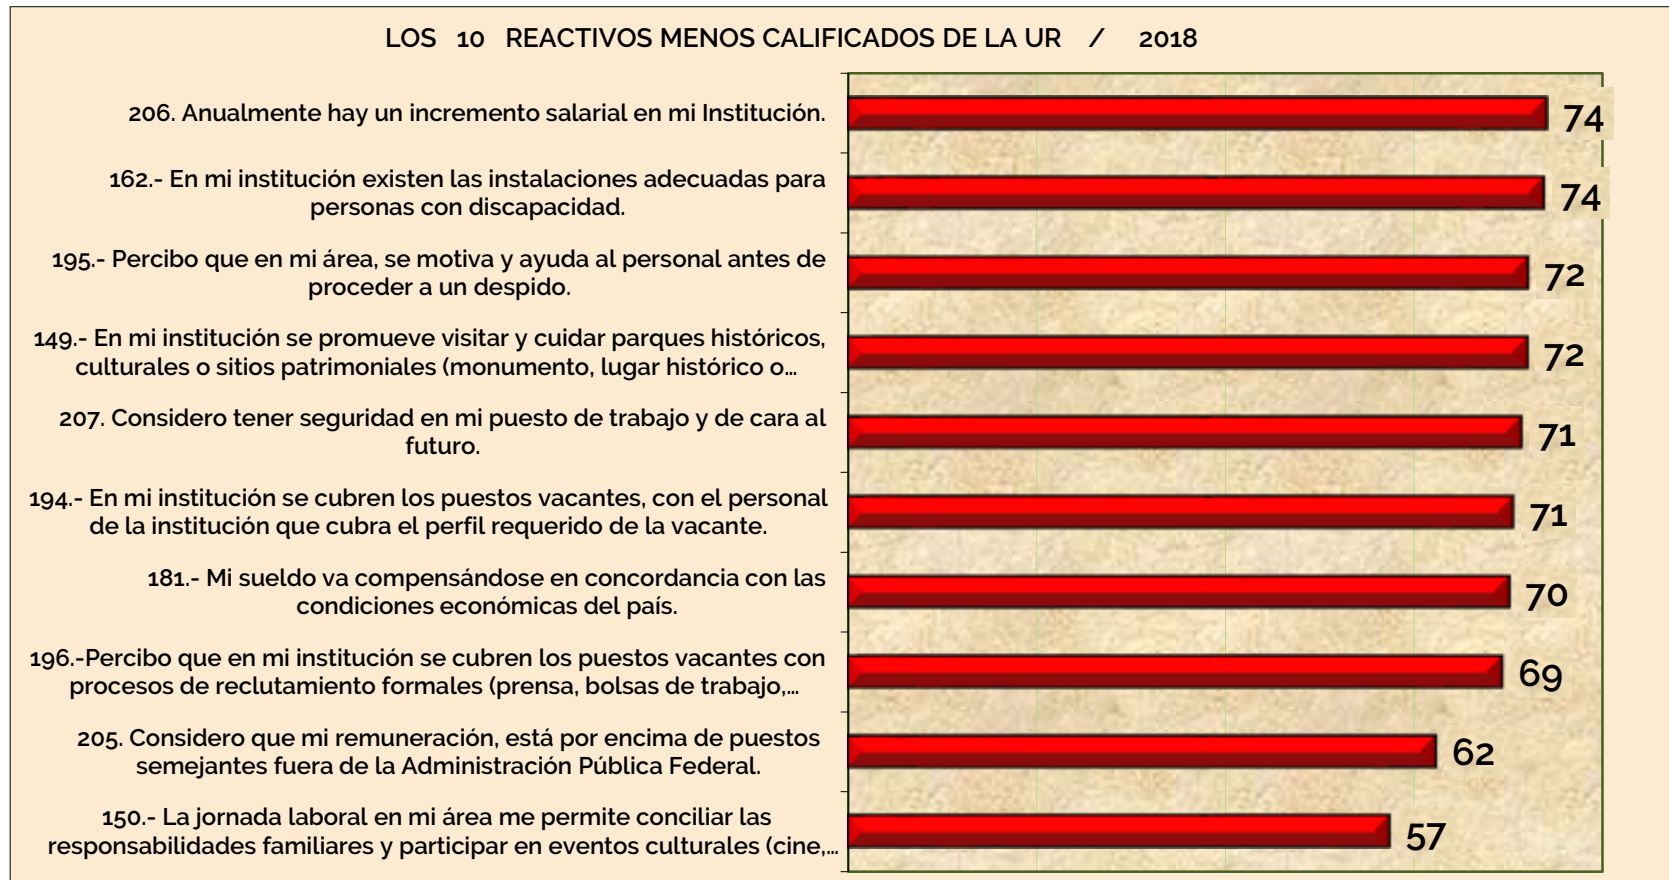 LOS 10 REACTIVOS MENOS CALIFICADOS DE LA UR / 2018
206. Anualmente hay un incremento salarial en mi Institución.
74
162.- En mi institución existen las instalaciones adecuadas para
personas con discapacidad.
74
195.- Percibo que en mi área, se motiva y ayuda al personal antes de
proceder a un despido.
72
149.- En mi institución se promueve visitar y cuidar parques históricos,
culturales o sitios patrimoniales (monumento, lugar histórico o…
72
207. Considero tener seguridad en mi puesto de trabajo y de cara al
futuro.
71
194.- En mi institución se cubren los puestos vacantes, con el personal
de la institución que cubra el perfil requerido de la vacante.
71
181.- Mi sueldo va compensándose en concordancia con las
condiciones económicas del país.
70
196.-Percibo que en mi institución se cubren los puestos vacantes con
procesos de reclutamiento formales (prensa, bolsas de trabajo,…
69
205. Considero que mi remuneración, está por encima de puestos
semejantes fuera de la Administración Pública Federal.
62
150.- La jornada laboral en mi área me permite conciliar las
responsabilidades familiares y participar en eventos culturales (cine,…
57